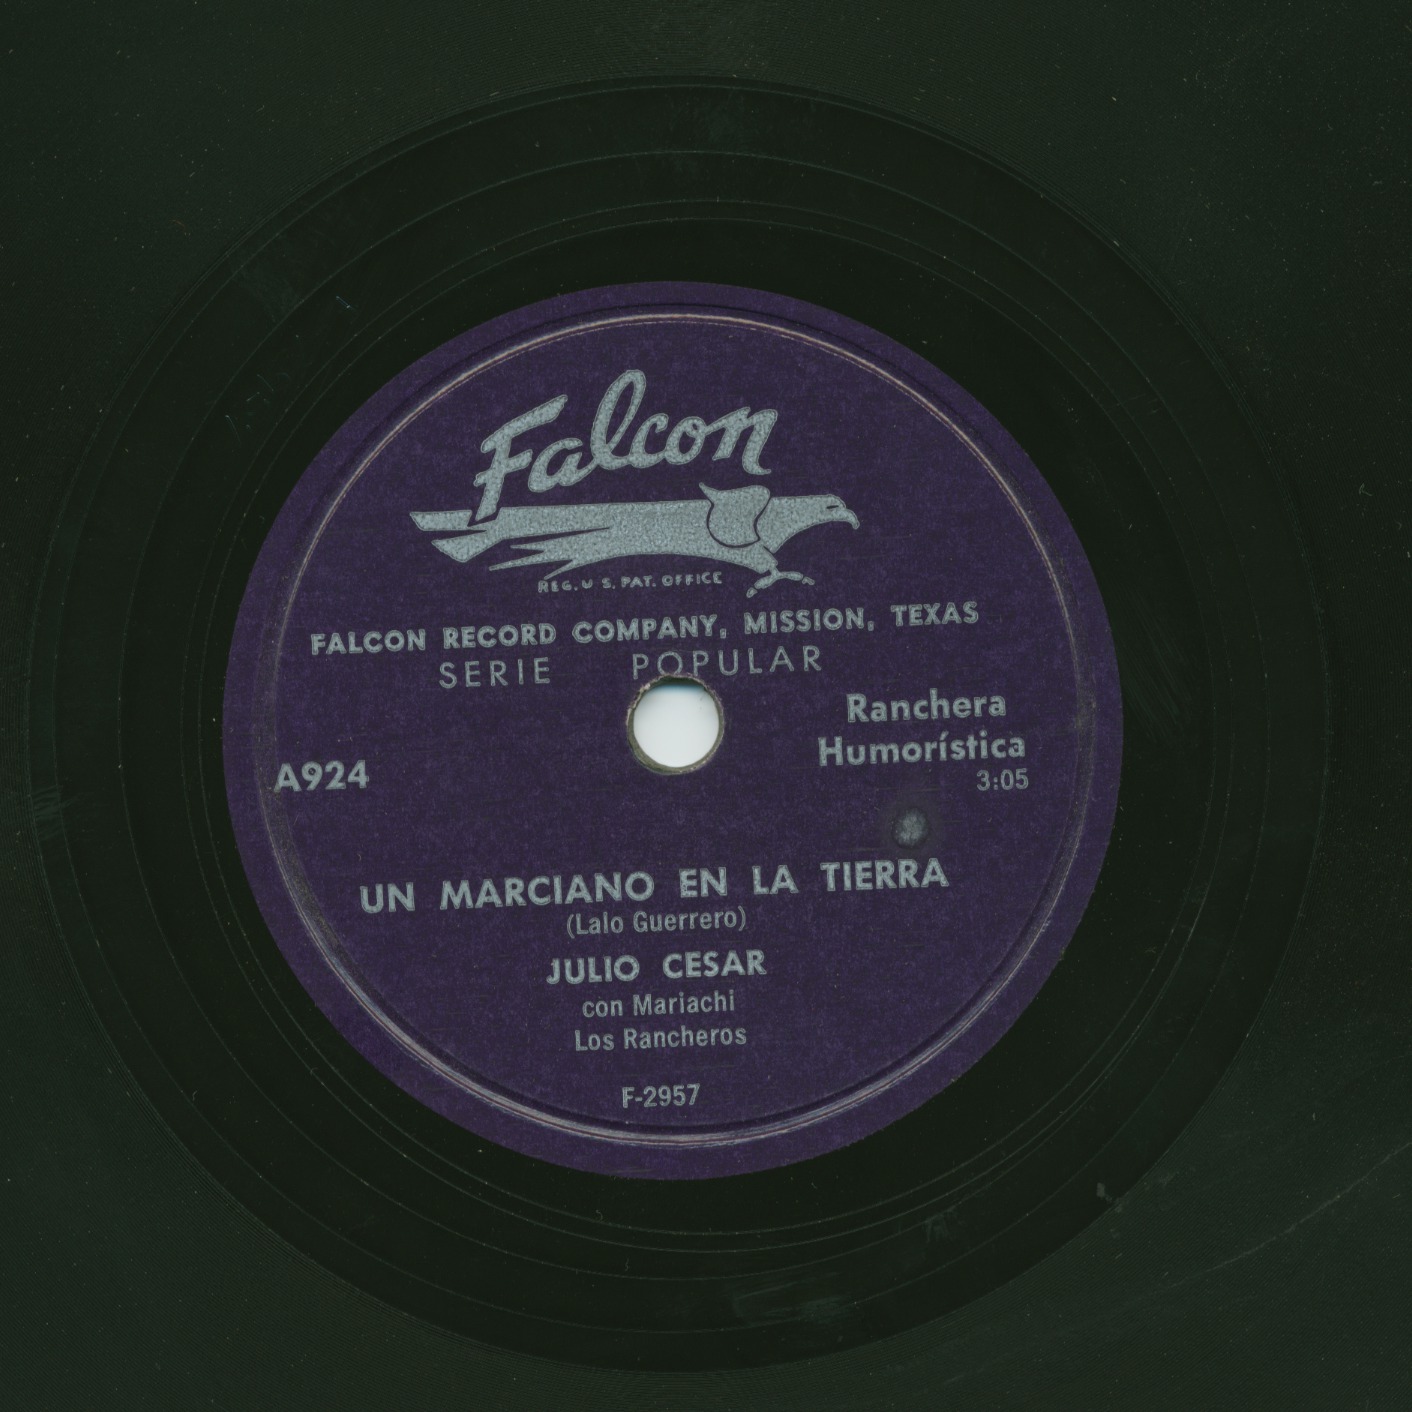 Falcon
REG. U.S. PAT. OFFICE
FALCON RECORD COMPANY, MISSION, TEXAS
SERIE POPULAR
Ranchera
Humorística
3:05
A924
UN MARCIANO EN LA TIERRA
(Lalo Guerrero)
JULIO CESAR
con Mariachi
Los Rancheros
F-2957